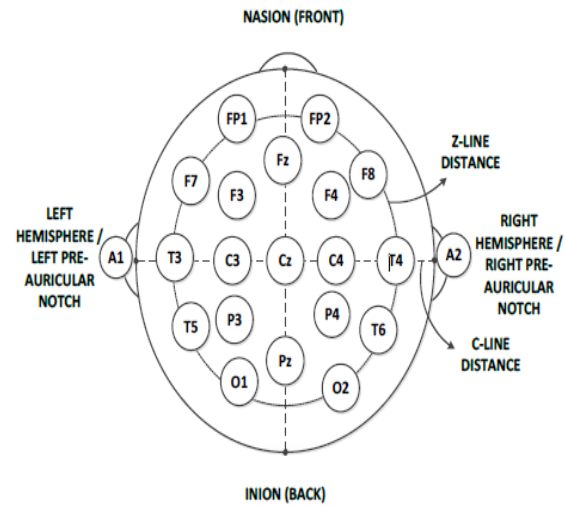 NASION (FRONT)
FP1 FP2
Z-LINE
DISTANCE
Fz
F7 F8
F3 F4
LEFT
HEMISPHERE /
LEFT PRE-
AURICULAR
NOTCH
RIGHT
HEMISPHERE /
RIGHT PRE-
AURICULAR
NOTCH
A1 T3 C3 Cz C4 T4 A2
T5 P3 P4 T6
C-LINE
DISTANCE
Pz
O1 O2
INION (BACK)